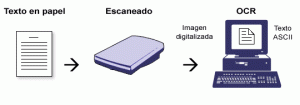 Texto en papel
Escaneado
OCR
Imagen
digitalizada
Texto
ASCII